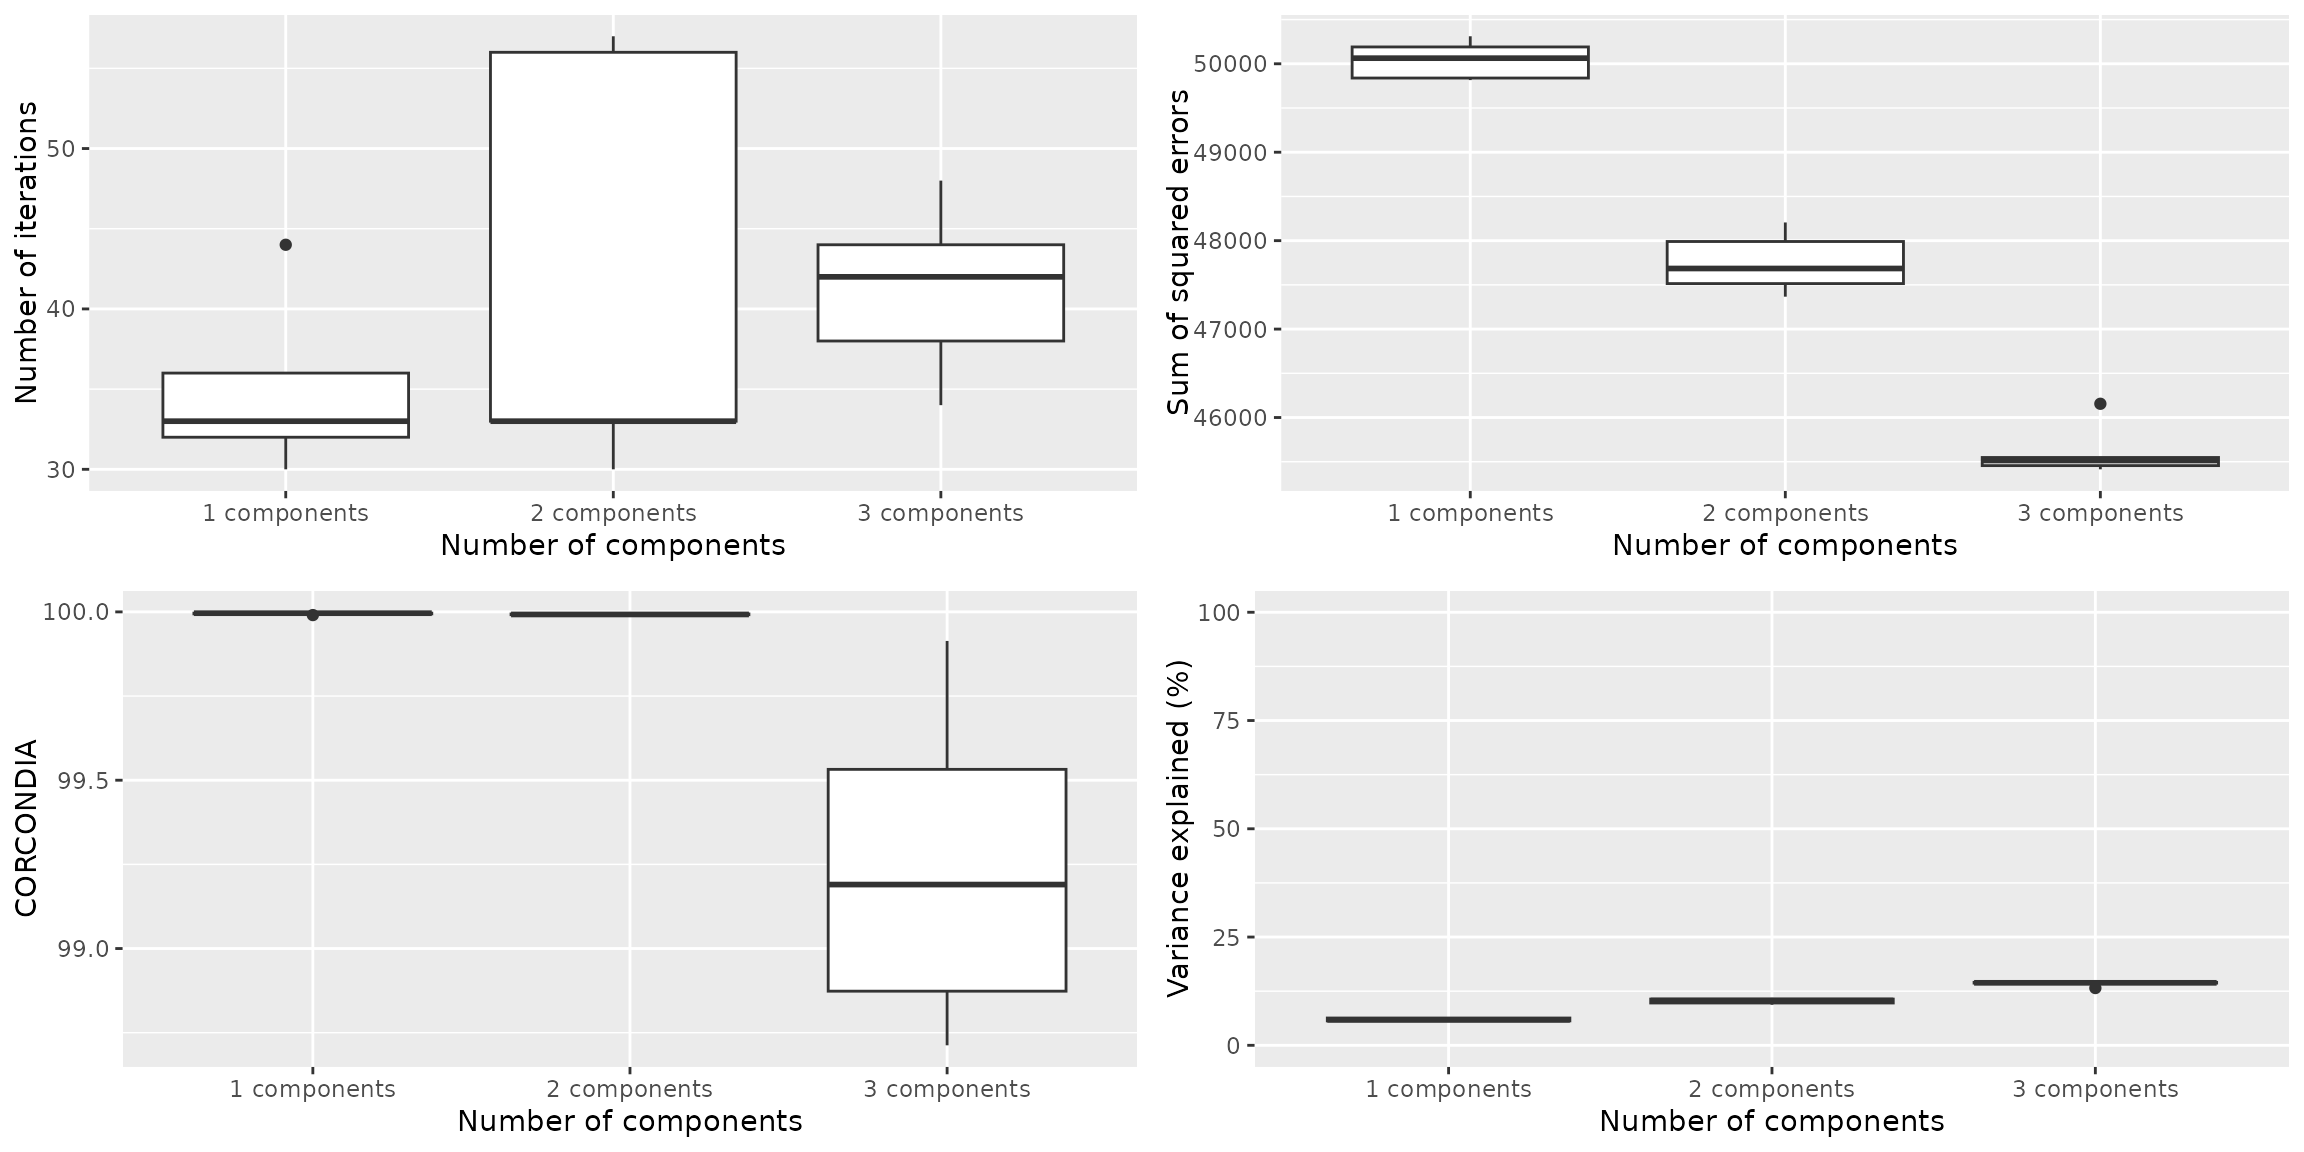 Number of iterations
50
40
30
1 components
2 components
3 components
Number of components
Sum of squared errors
50000
49000
48000
47000
46000
1 components
2 components
3 components
Number of components
CORCONDIA
100.0
99.5
99.0
1 components
2 components
3 components
Number of components
Variance explained (%)
100
75
50
25
0
1 components
2 components
3 components
Number of components